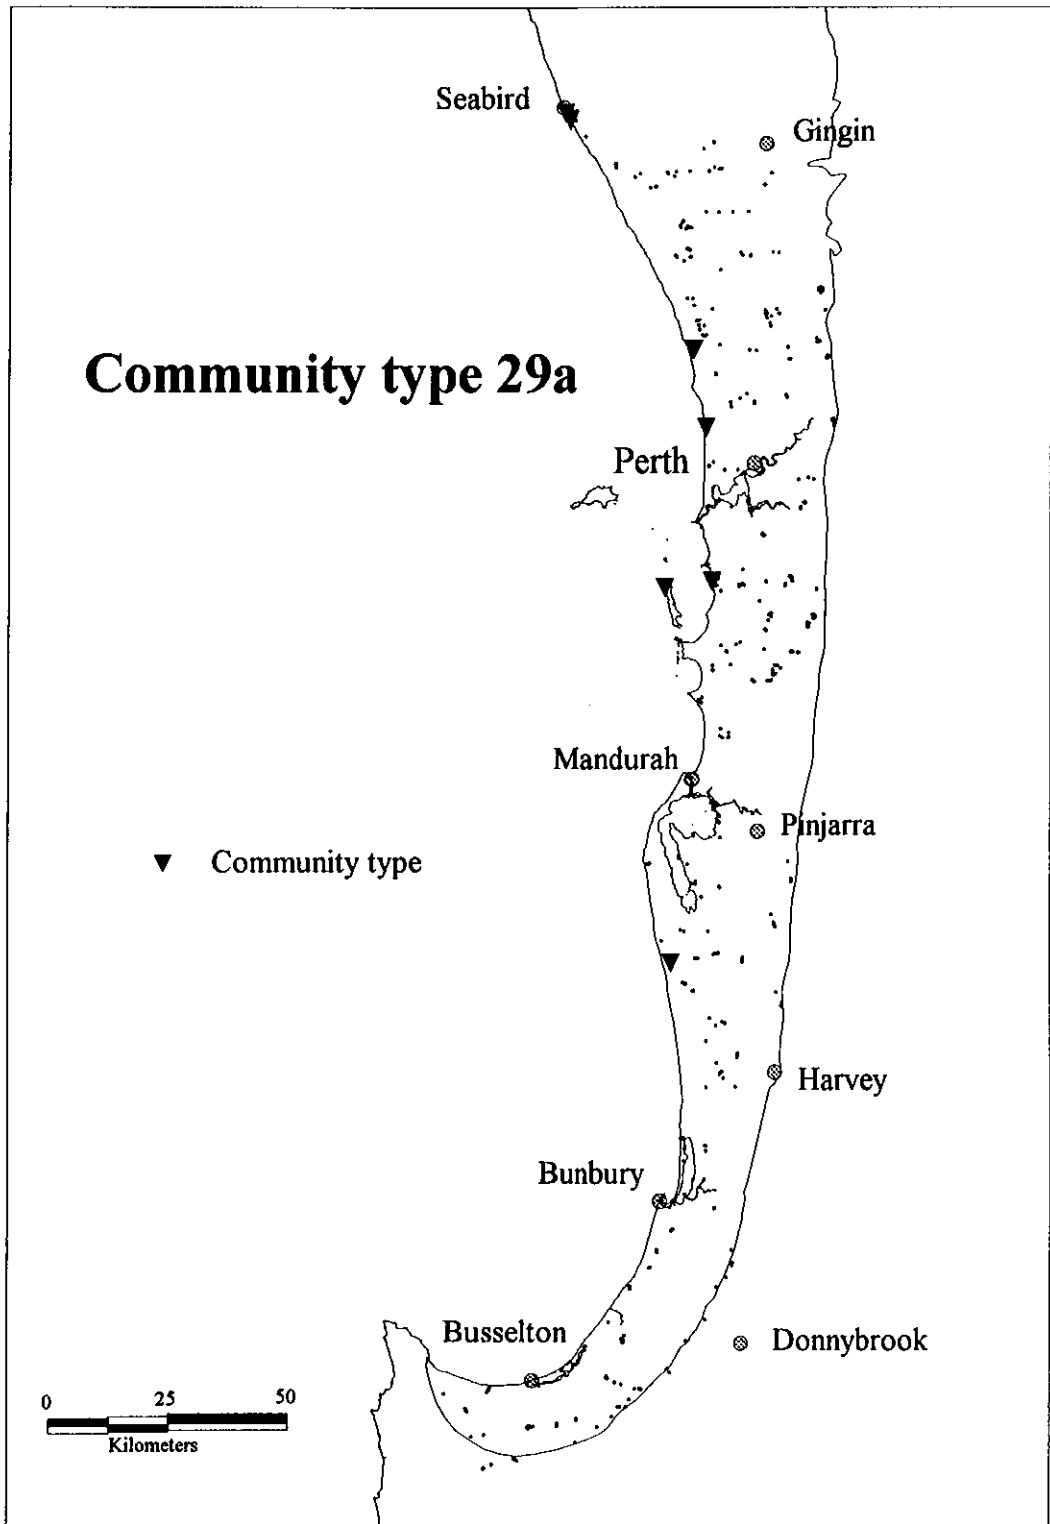 Seabird
Gingin
Community type 29a
Perth
Mandurah
Pinjarra
Community type
Harvey
Bunbury
Busselton
Donnybrook
0 25 50
Kilometers